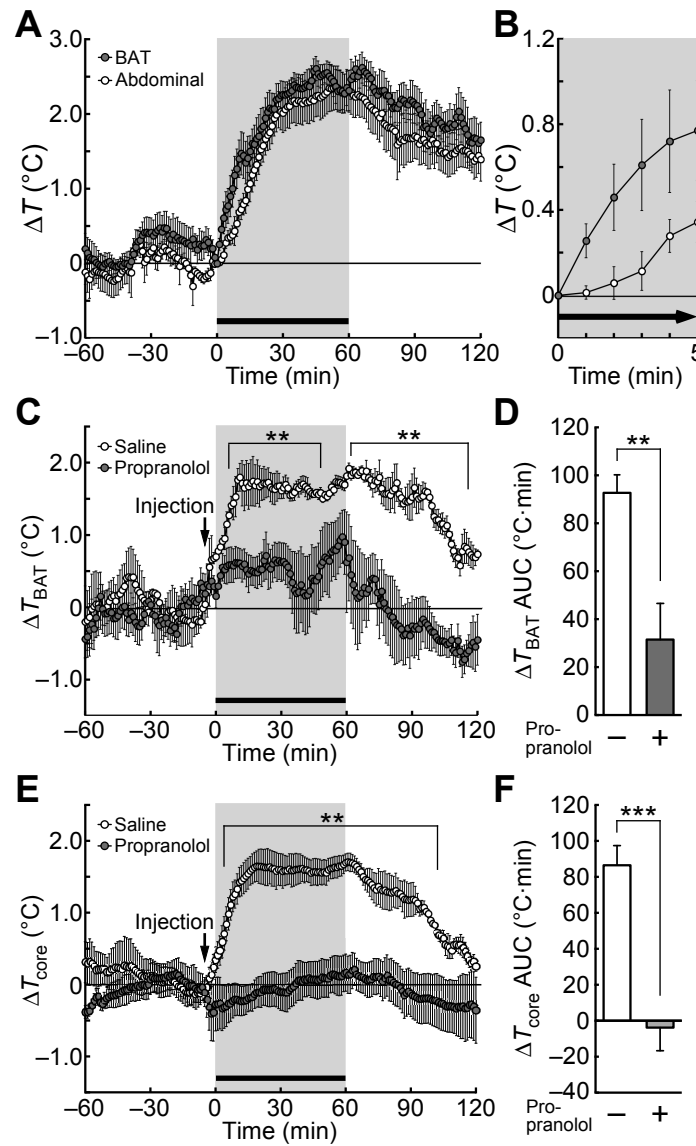 A
3.0
2.0
1.0
0
–1.0
ΔT (°C)
BAT
Abdominal
–60 –30 0 30 60 90 120
Time (min)
B
1.2
0.8
0.4
0
ΔT (°C)
0 5
Time (min)
C
2.0
1.0
0
–1.0
ΔTBAT (°C)
Saline
Propranolol
Injection
** **
–60 –30 0 30 60 90 120
Time (min)
D
120
100
80
60
40
20
0
ΔTBAT AUC (°C·min)
**
Pro-
propanolol
– +
E
2.0
1.0
0
–1.0
ΔTcore (°C)
Saline
Propranolol
Injection
**
–60 –30 0 30 60 90 120
Time (min)
F
120
100
80
60
40
20
0
–20
–40
ΔTcore AUC (°C·min)
***
Pro-
pranolol
– +